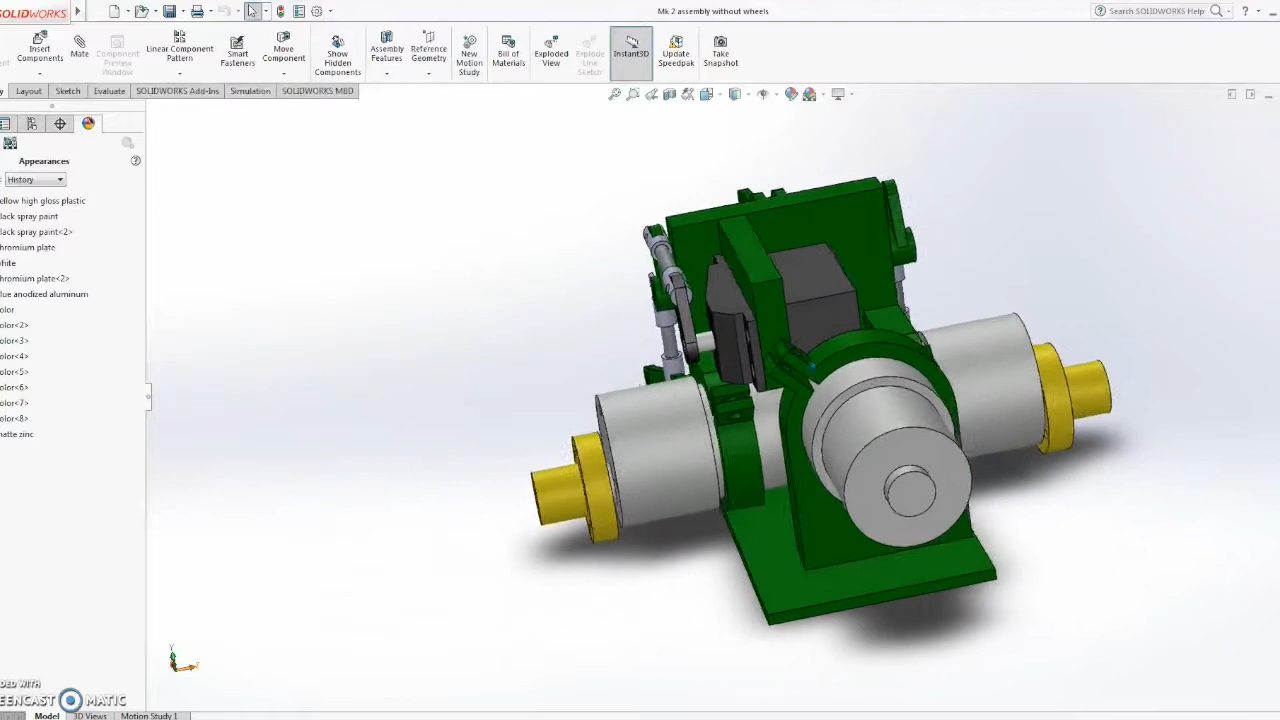 SOLIDWORKS
Mk 2 assembly without wheels
Search SOLIDWORKS Help
?
Insert Components
Mate
Component Preview Window
Linear Component Pattern
Smart Fasteners
Move Component
Show Hidden Components
Assembly Features
Reference Geometry
New Motion Study
Bill of Materials
Exploded View
Explode Line Sketch
Instant3D
Update Speedpak
Take Snapshot
Layout
Sketch
Evaluate
SOLIDWORKS Add-Ins
Simulation
SOLIDWORKS MBD
Appearances
?
History
ellow high gloss plastic
lack spray paint
lack spray paint<2>
hromium plate
hite
hromium plate<2>
lue anodized aluminum
olor
olor<2>
olor<3>
olor<4>
olor<5>
olor<6>
olor<7>
olor<8>
matte zinc
Y
DED WITH
EENCAST MATIC
Model
3D Views
Motion Study 1